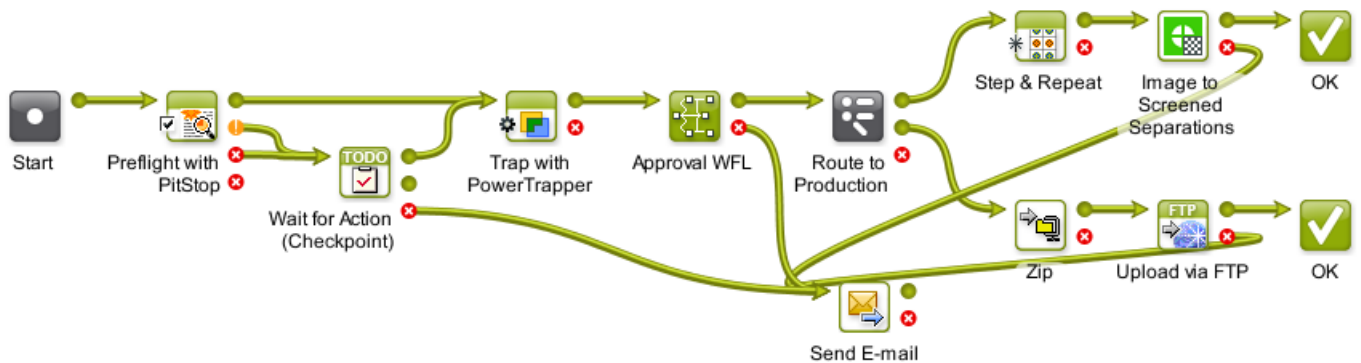 Start
Preflight with
PitStop
TODO
Wait for Action
(Checkpoint)
Trap with
PowerTrapper
Approval WFL
Route to
Production
Step & Repeat
Image to
Screened
Separations
OK
Zip
FTP
Upload via FTP
OK
Send E-mail